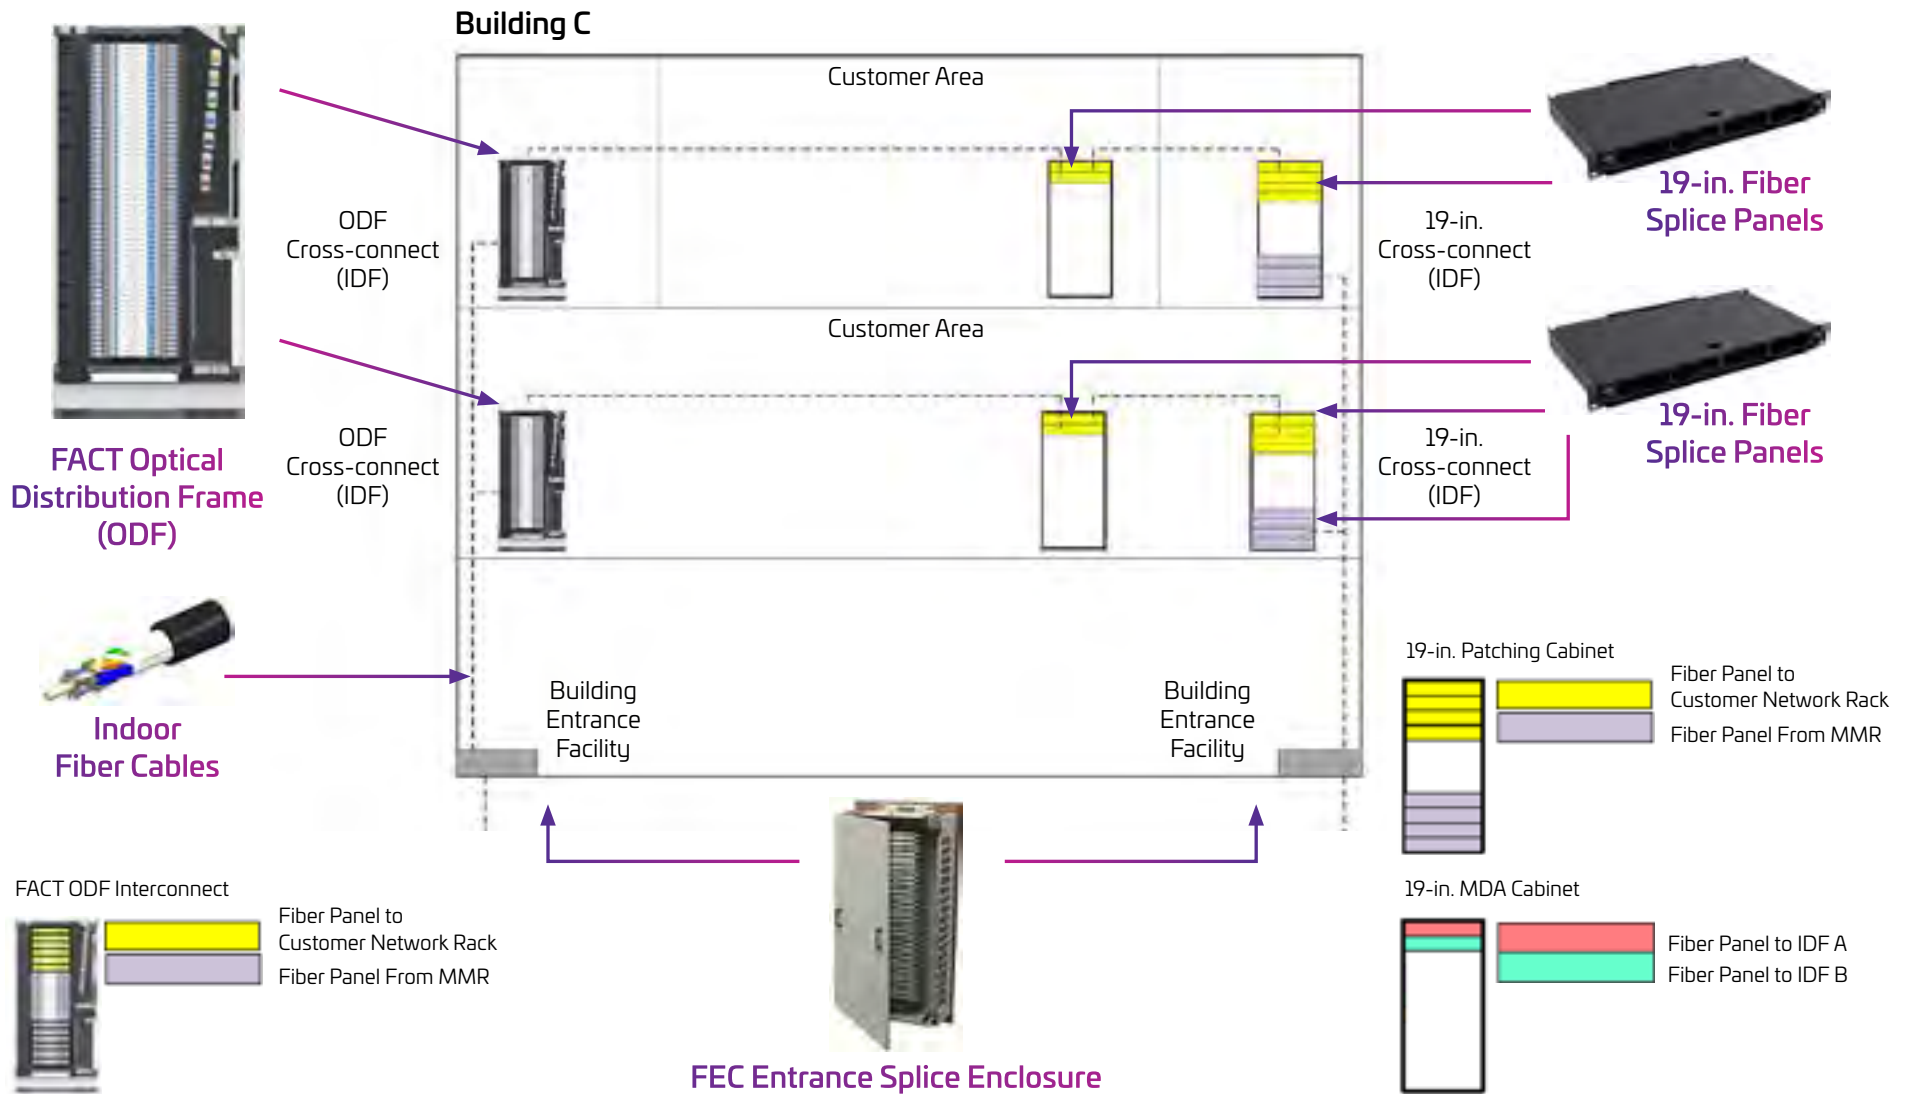 Building C
Customer Area
ODF
Cross-connect
(IDF)
19-in.
Cross-connect
(IDF)
19-in. Fiber
Splice Panels
Customer Area
FACT Optical
Distribution Frame
(ODF)
ODF
Cross-connect
(IDF)
19-in.
Cross-connect
(IDF)
19-in. Fiber
Splice Panels
Indoor
Fiber Cables
Building
Entrance
Facility
Building
Entrance
Facility
19-in. Patching Cabinet
Fiber Panel to
Customer Network Rack
Fiber Panel From MMR
FACT ODF Interconnect
Fiber Panel to
Customer Network Rack
Fiber Panel From MMR
19-in. MDA Cabinet
Fiber Panel to IDF A
Fiber Panel to IDF B
FEC Entrance Splice Enclosure